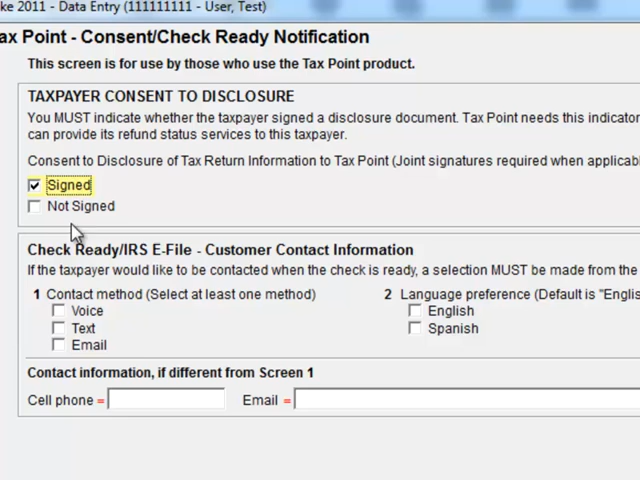 ke 2011 - Data Entry (111111111 - User, Test)
ax Point - Consent/Check Ready Notification
This screen is for use by those who use the Tax Point product.
TAXPAYER CONSENT TO DISCLOSURE
You MUST indicate whether the taxpayer signed a disclosure document. Tax Point needs this indicator
can provide its refund status services to this taxpayer.
Consent to Disclosure of Tax Return Information to Tax Point (Joint signatures required when applicab
Signed
Not Signed
Check Ready/IRS E-File - Customer Contact Information
If the taxpayer would like to be contacted when the check is ready, a selection MUST be made from the
1 Contact method (Select at least one method) 2 Language preference (Default is "Englis
Voice English
Text Spanish
Email
Contact information, if different from Screen 1
Cell phone = Email =